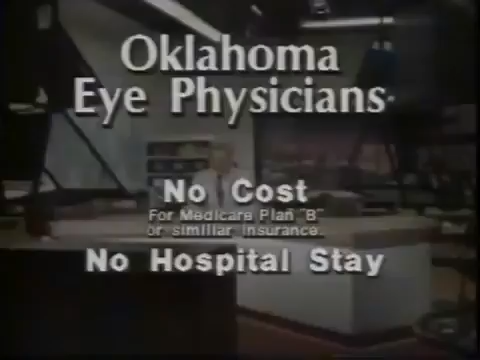 Oklahoma
Eye Physicians
No Cost
For Medicare Plan "B"
or similiar insurance.
No Hospital Stay